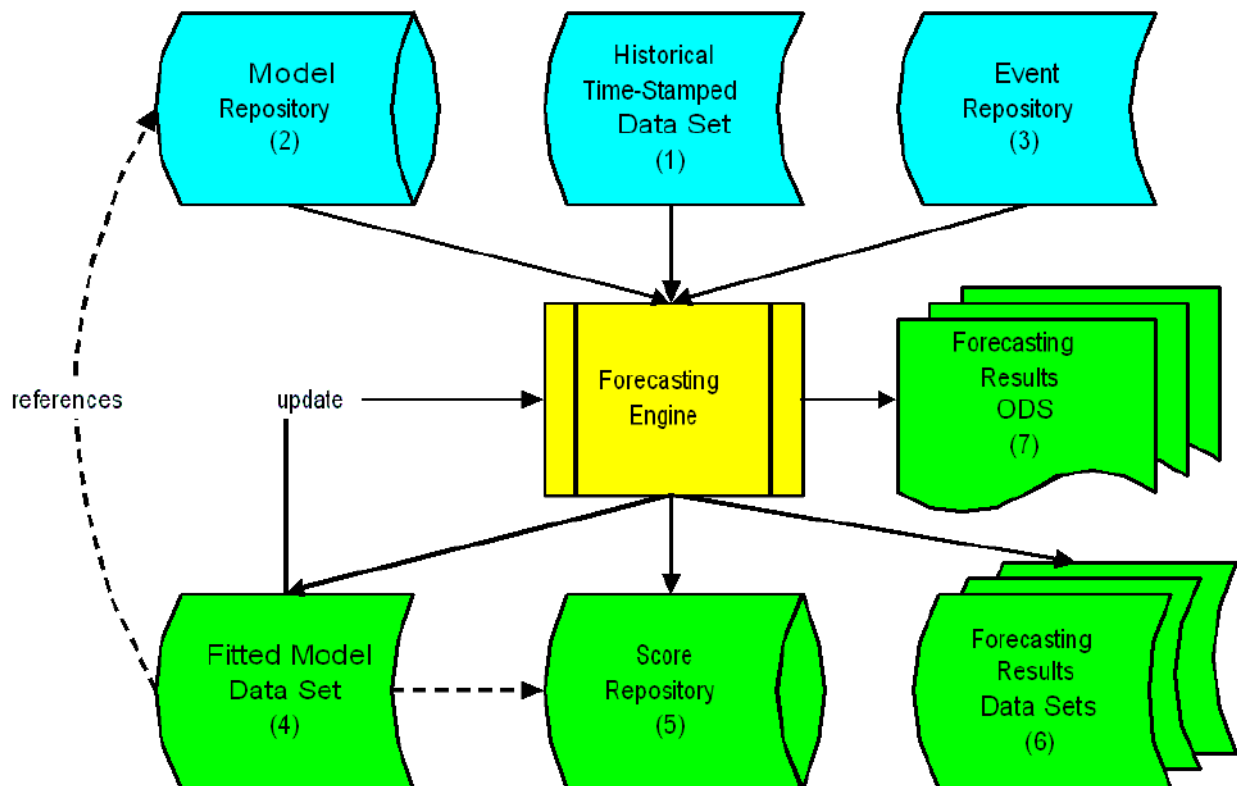 Model
Repository
(2)
Historical
Time-Stamped
Data Set
(1)
Event
Repository
(3)
references
update
Forecasting
Engine
Forecasting
Results
ODS
(7)
Fitted Model
Data Set
(4)
Score
Repository
(5)
Forecasting
Results
Data Sets
(6)